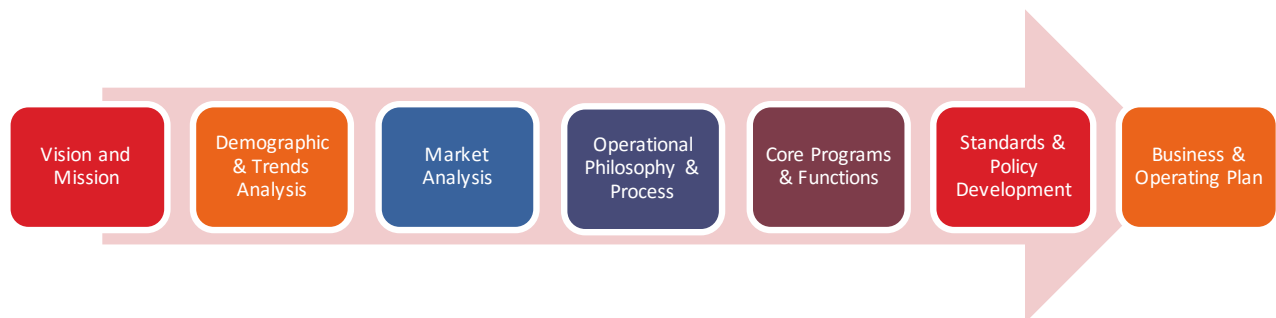 Vision and
Mission
Demographic
& Trends
Analysis
Market
Analysis
Operational
Philosophy &
Process
Core Programs
& Functions
Standards &
Policy
Development
Business &
Operating Plan